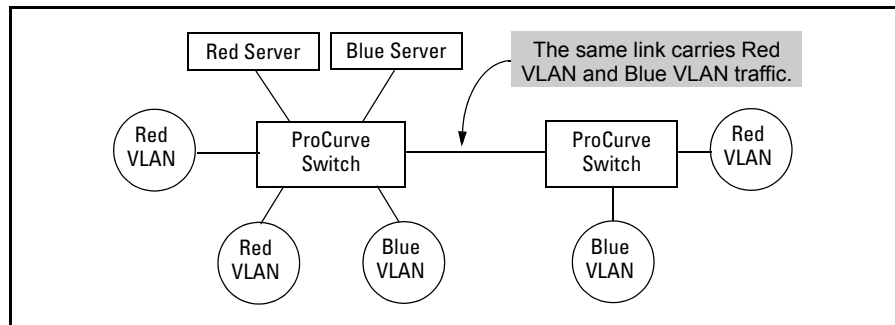 Red Server
Blue Server
The same link carries Red
VLAN and Blue VLAN traffic.
Red
VLAN
ProCurve
Switch
ProCurve
Switch
Red
VLAN
Red
VLAN
Blue
VLAN
Blue
VLAN